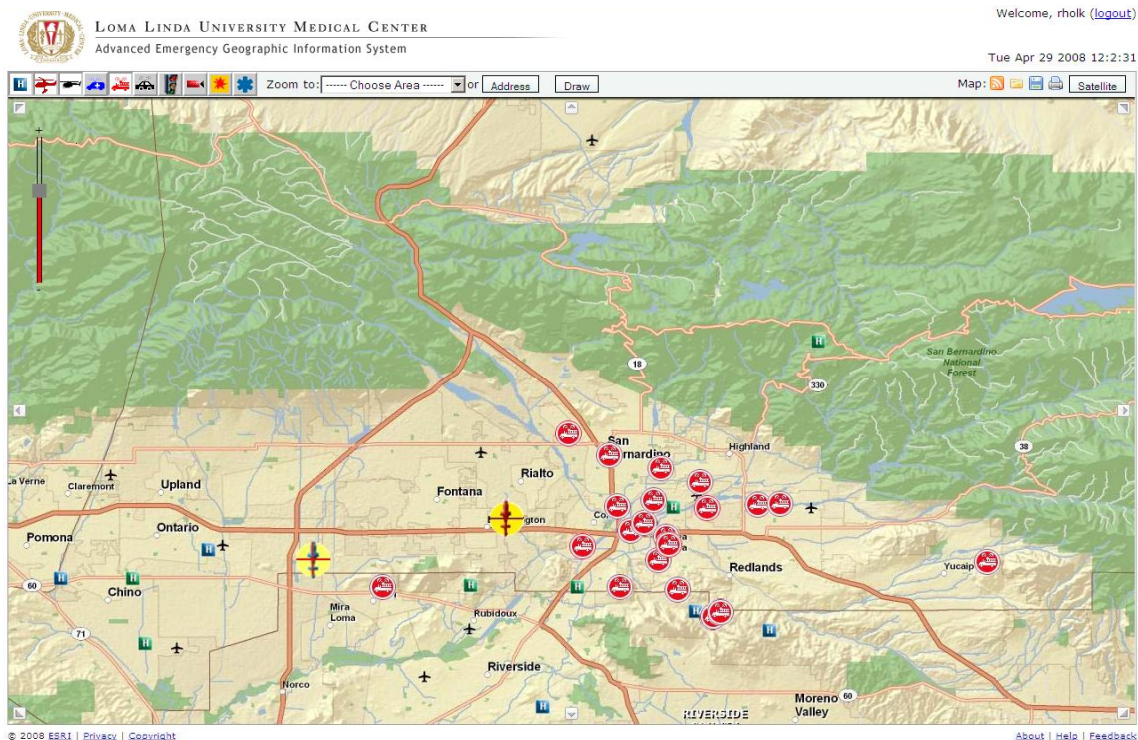 LOMA LINDA UNIVERSITY MEDICAL CENTER
Advanced Emergency Geographic Information System
Welcome, rholk (logout)
Tue Apr 29 2008 12:2:31
Zoom to: ------ Choose Area ------ or Address Draw
Map: Satellite
+
18
San Bernardino
National
Forest
330
38
San
rnardino
Highland
Rialto
Fontana
La Verne
Claremont
Upland
Ontario
Pomona
Redlands
Yucaip
60
Chino
Mira
Loma
Rubidoux
71
Riverside
Norco
Moreno
Valley
60
RIVERSIDE
© 2008 ESRI | Privacy | Copyright
About | Help | Feedback